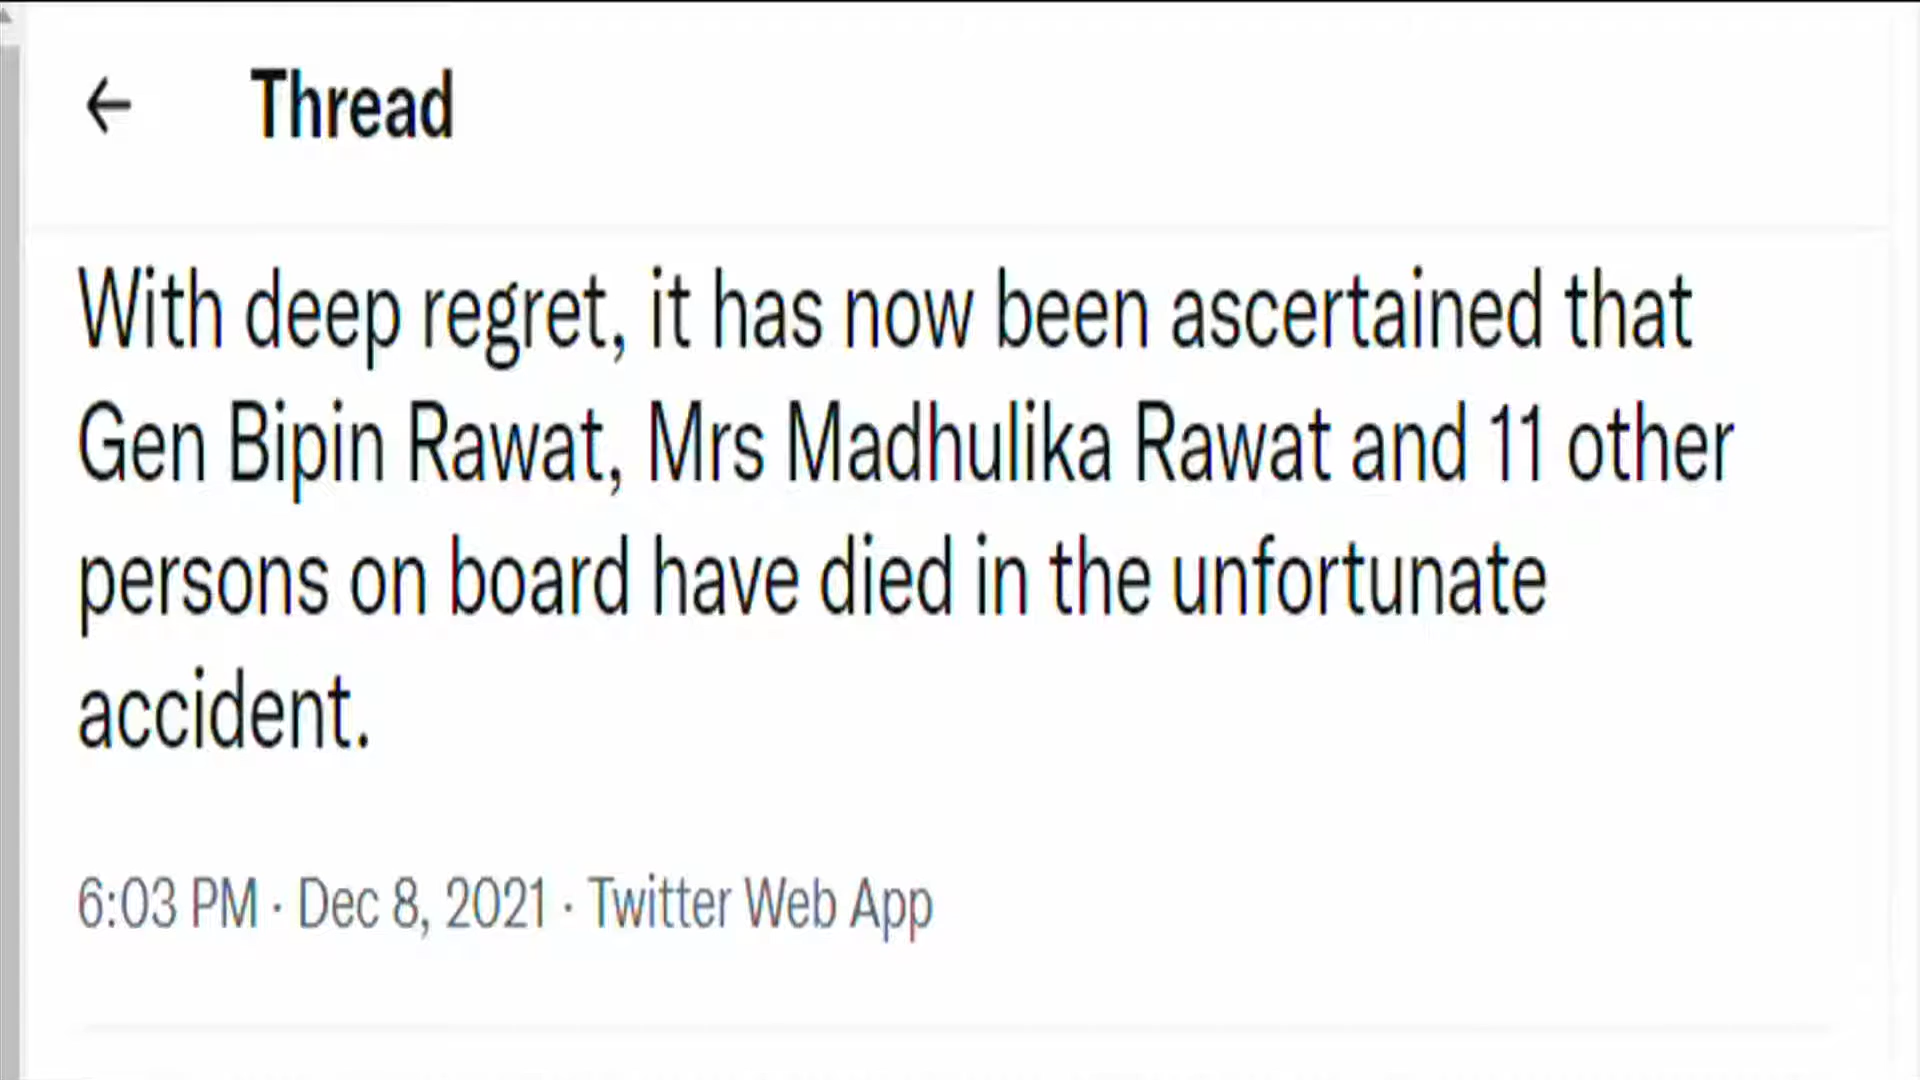 ← Thread
With deep regret, it has now been ascertained that
Gen Bipin Rawat, Mrs Madhulika Rawat and 11 other
persons on board have died in the unfortunate
accident.
6:03 PM · Dec 8, 2021 · Twitter Web App